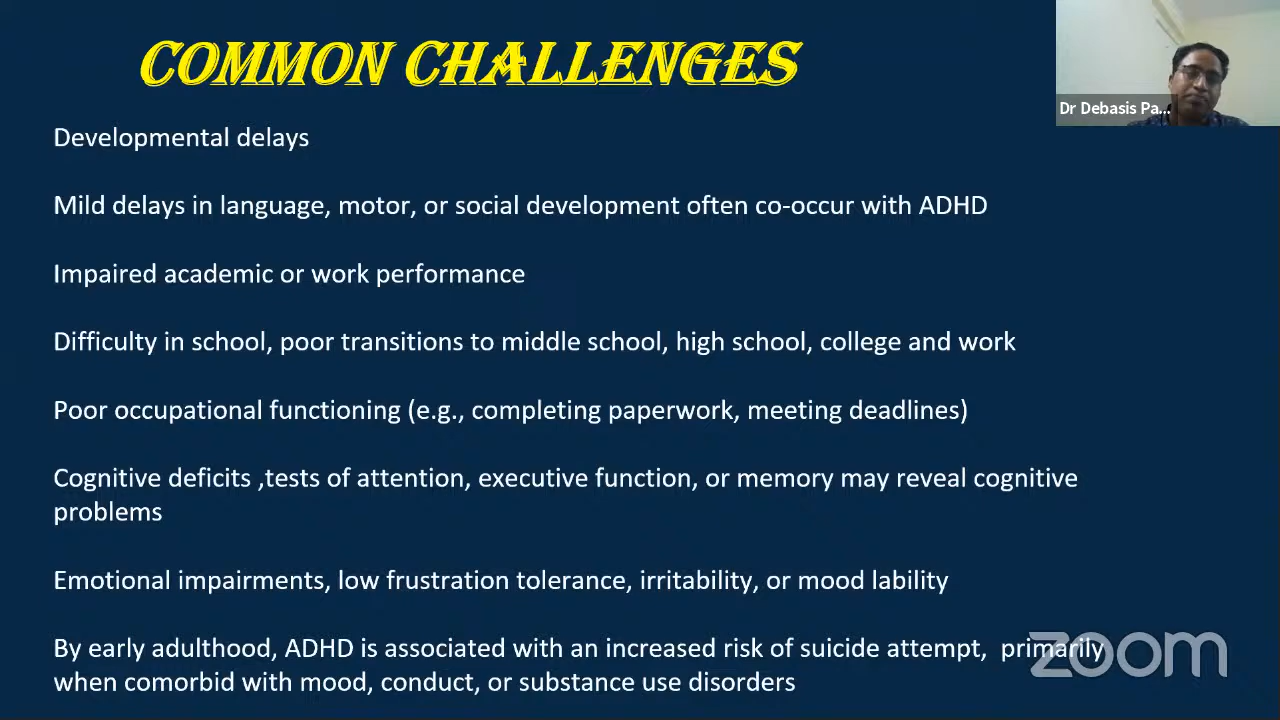 COMMON CHALLENGES
Dr Debasis Pa...
Developmental delays
Mild delays in language, motor, or social development often co-occur with ADHD
Impaired academic or work performance
Difficulty in school, poor transitions to middle school, high school, college and work
Poor occupational functioning (e.g., completing paperwork, meeting deadlines)
Cognitive deficits ,tests of attention, executive function, or memory may reveal cognitive
problems
Emotional impairments, low frustration tolerance, irritability, or mood lability
By early adulthood, ADHD is associated with an increased risk of suicide attempt, primarily
when comorbid with mood, conduct, or substance use disorders
zoom